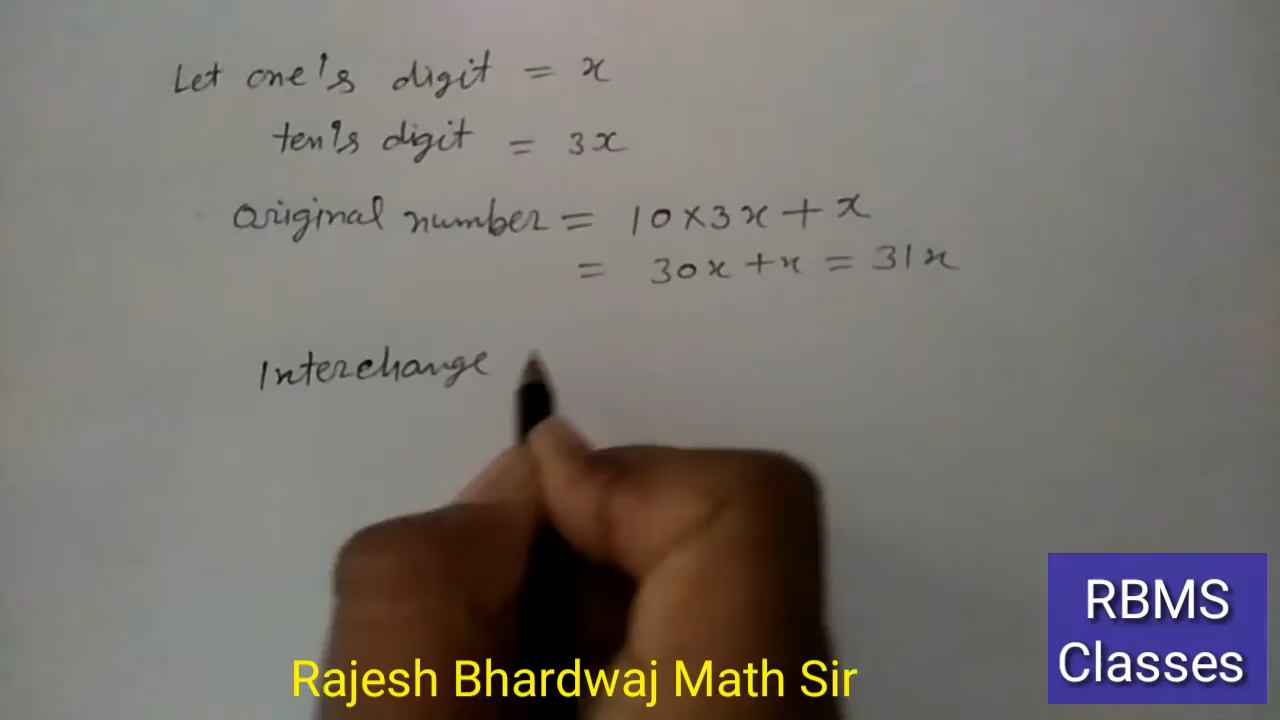 Let one's digit = x
ten's digit = 3x
Original number = 10×3x+x
= 30x+x = 31x
Interchange
RBMS
Classes
Rajesh Bhardwaj Math Sir